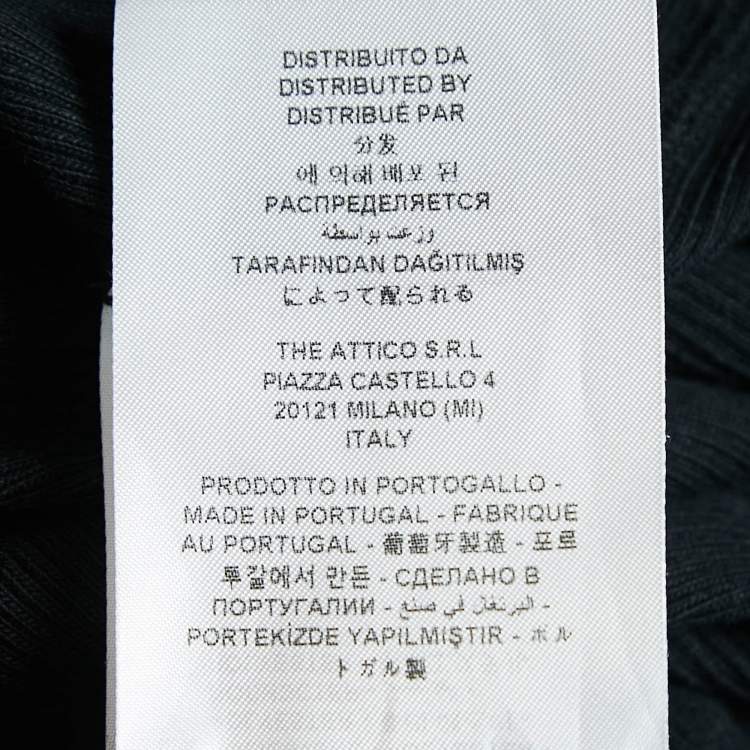 DISTRIBUITO DA
DISTRIBUTED BY
DISTRIBUÉ PAR
分发
에 의해 배포 된
РАСПРЕДЕЛЯЕТСЯ
وزعت بواسطة
TARAFINDAN DAĞITILMIŞ
によって配られる
THE ATTICO S.R.L
PIAZZA CASTELLO 4
20121 MILANO (MI)
ITALY
PRODOTTO IN PORTOGALLO -
MADE IN PORTUGAL - FABRIQUE
AU PORTUGAL - 葡萄牙製造 - 포르
투갈에서 만든 - СДЕЛАНО В
ПОРТУГАЛИИ - البرتغال في صنع -
PORTEKİZDE YAPILMIŞTIR - ポル
トガル製